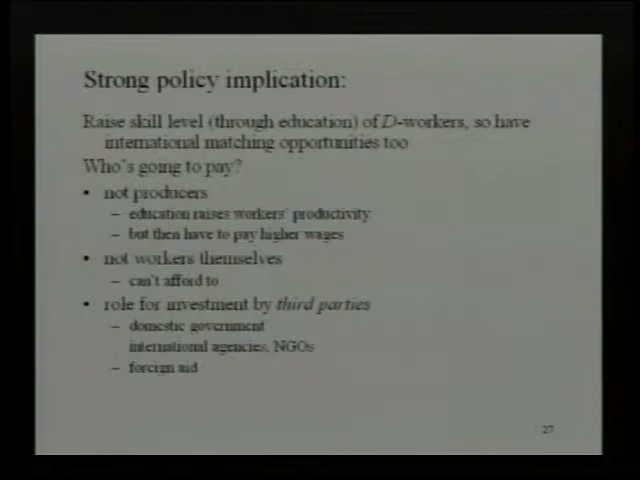 Strong policy implication:
Raise skill level (through education) of D-workers, so have
international matching opportunities too
Who's going to pay?
• not producers
– education raises workers' productivity
– but then have to pay higher wages
• not workers themselves
– can't afford to
• role for investment by third parties
– domestic government
international agencies, NGOs
– foreign aid
27